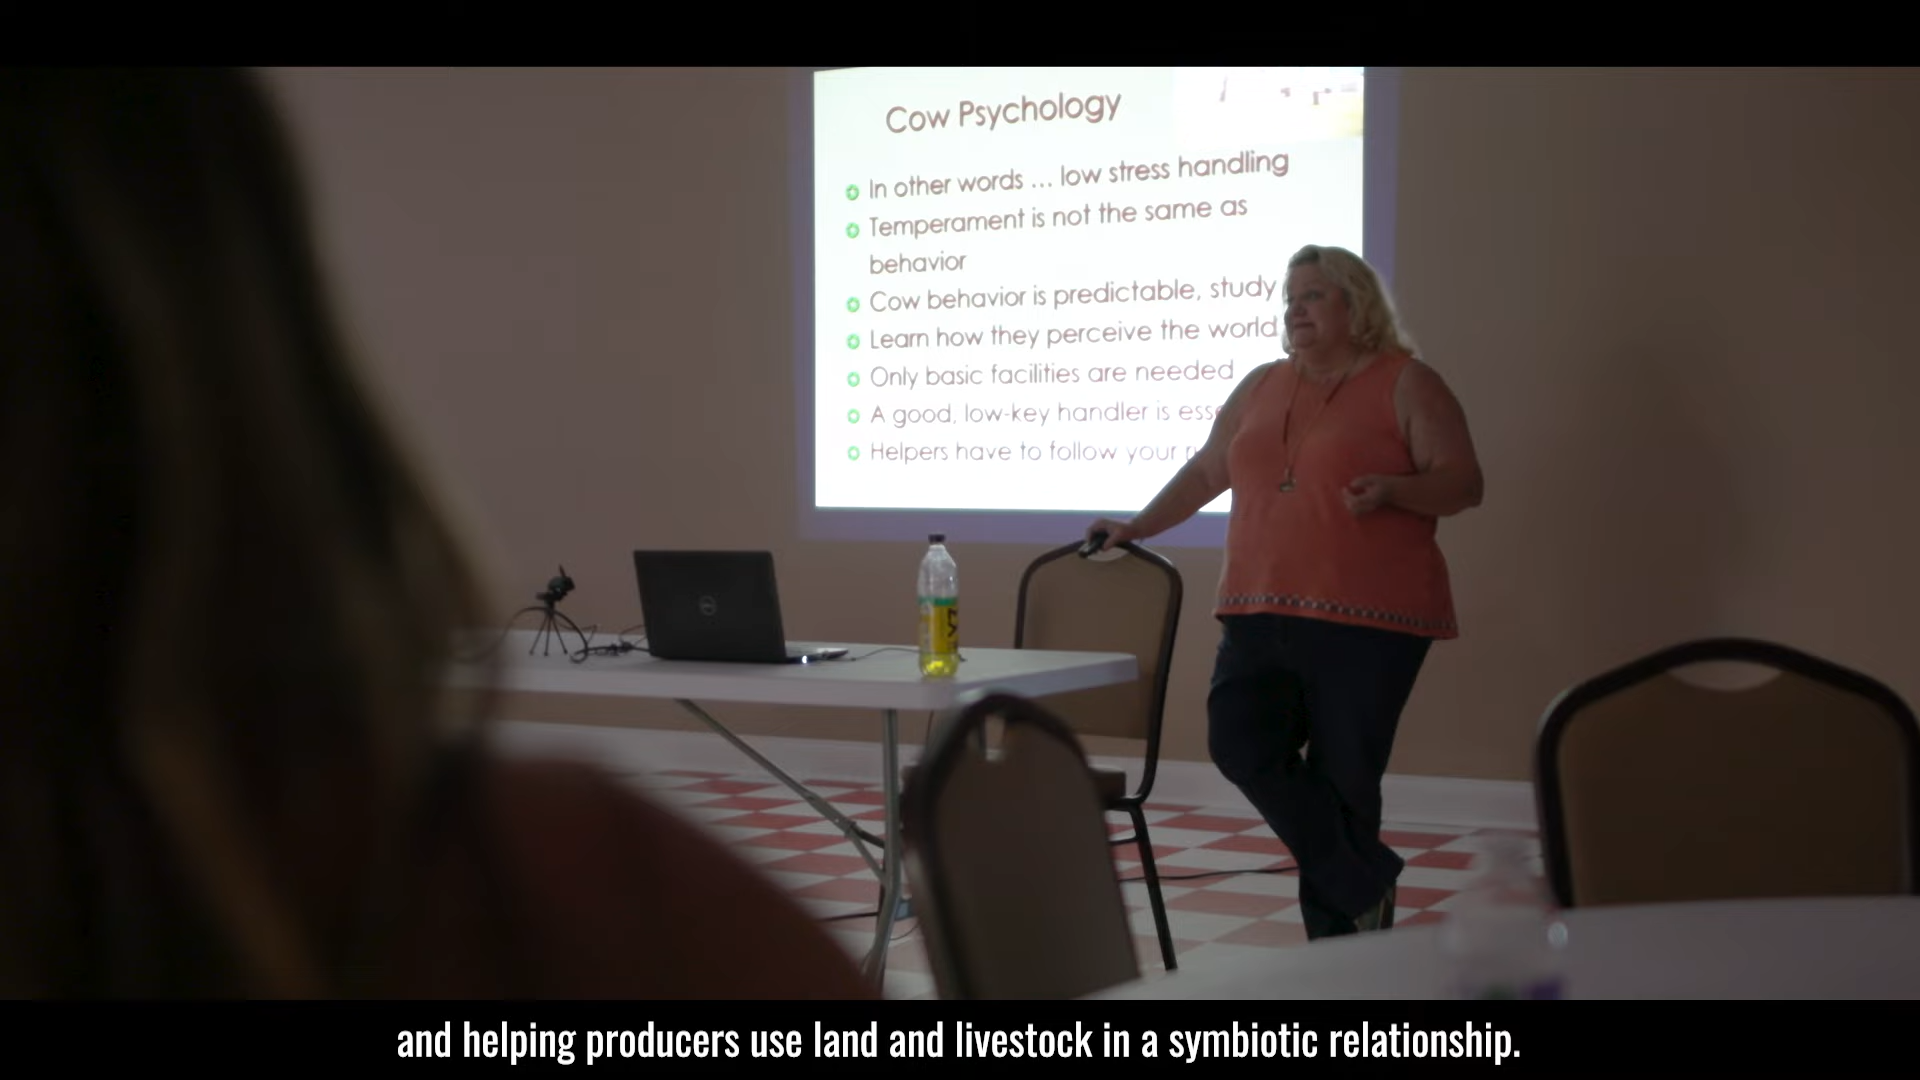 Cow Psychology
In other words ... low stress handling
Temperament is not the same as
behavior
Cow behavior is predictable, study
Learn how they perceive the world
Only basic facilities are needed
A good, low-key handler is
Helpers have to follow your
and helping producers use land and livestock in a symbiotic relationship.